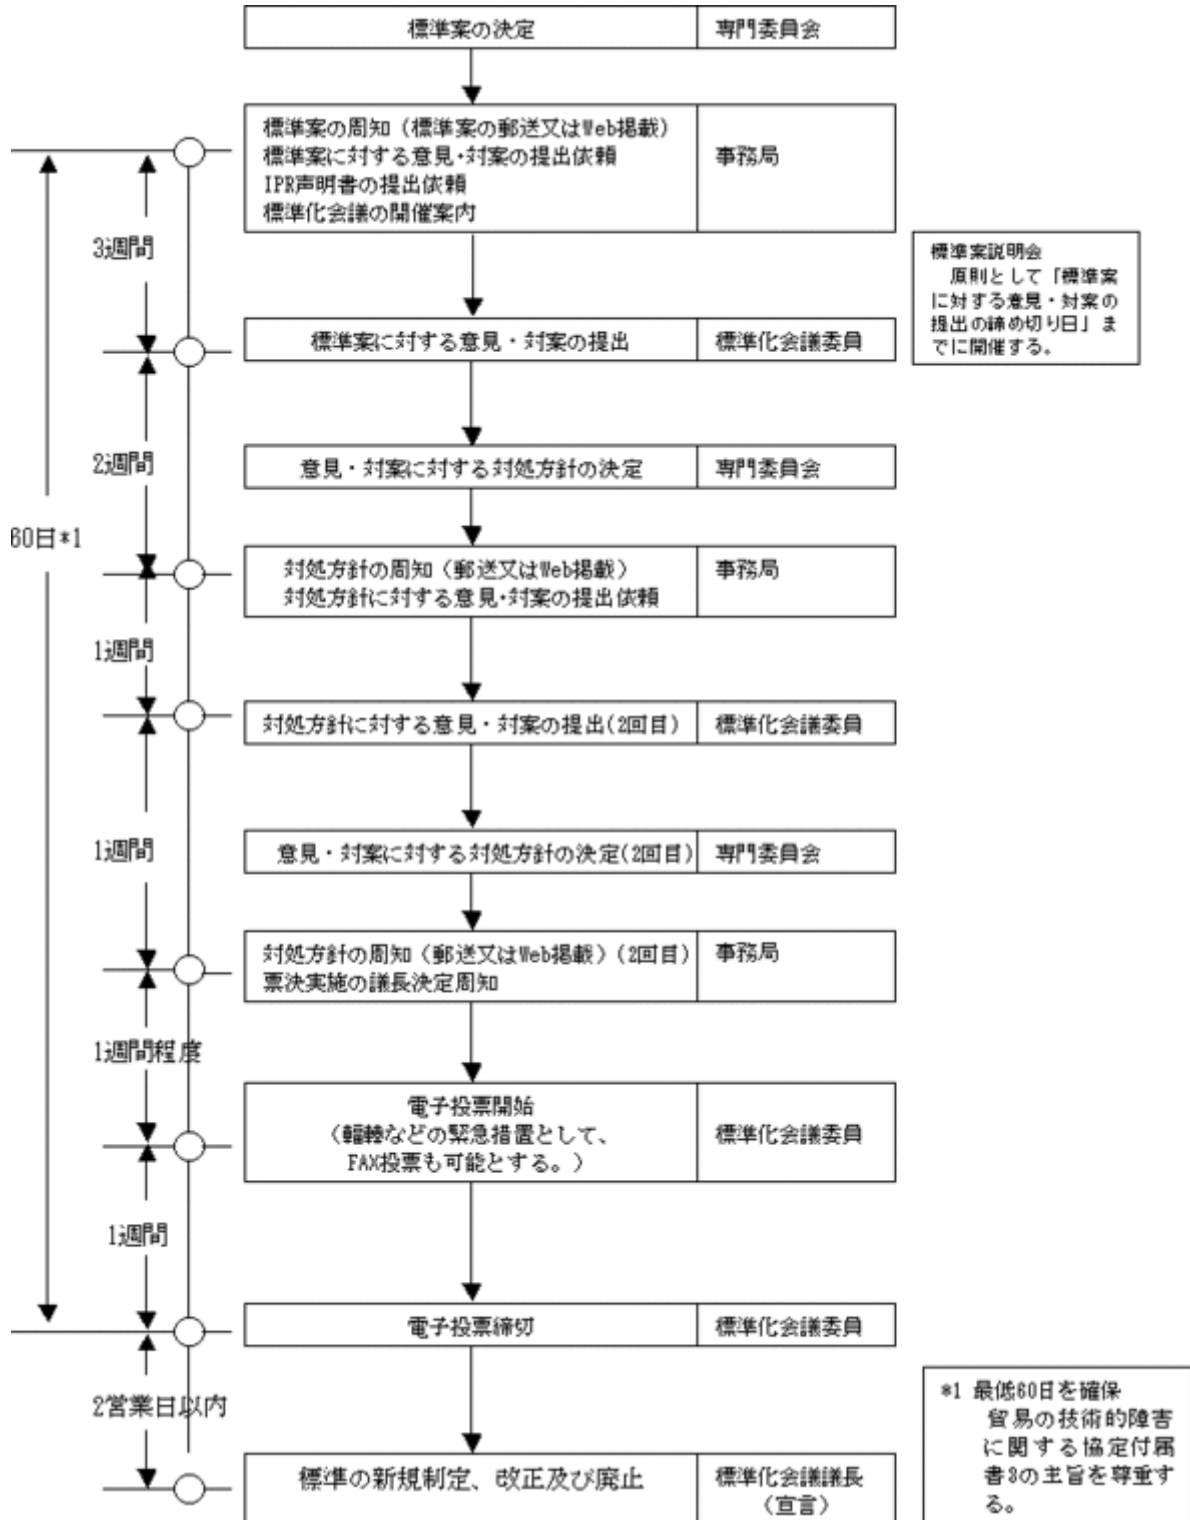 標準案の決定
専門委員会
標準案の周知（標準案の郵送又はWeb掲載）
標準案に対する意見・対案の提出依頼
IPR声明書の提出依頼
標準化会議の開催案内
事務局
3週間
標準案説明会
原則として「標準案
に対する意見・対案の
提出の締め切り日」ま
でに開催する。
標準案に対する意見・対案の提出
標準化会議委員
2週間
意見・対案に対する対処方針の決定
専門委員会
60日*1
対処方針の周知（郵送又はWeb掲載）
対処方針に対する意見・対案の提出依頼
事務局
1週間
対処方針に対する意見・対案の提出(2回目)
標準化会議委員
1週間
意見・対案に対する対処方針の決定(2回目)
専門委員会
対処方針の周知（郵送又はWeb掲載）(2回目)
票決実施の議長決定周知
事務局
1週間程度
電子投票開始
（輻輳などの緊急措置として、
FAX投票も可能とする。）
標準化会議委員
1週間
電子投票締切
標準化会議委員
2営業日以内
標準の新規制定、改正及び廃止
標準化会議議長
（宣言）
*1 最低60日を確保
貿易の技術的障害
に関する協定付属
書3の主旨を尊重す
る。